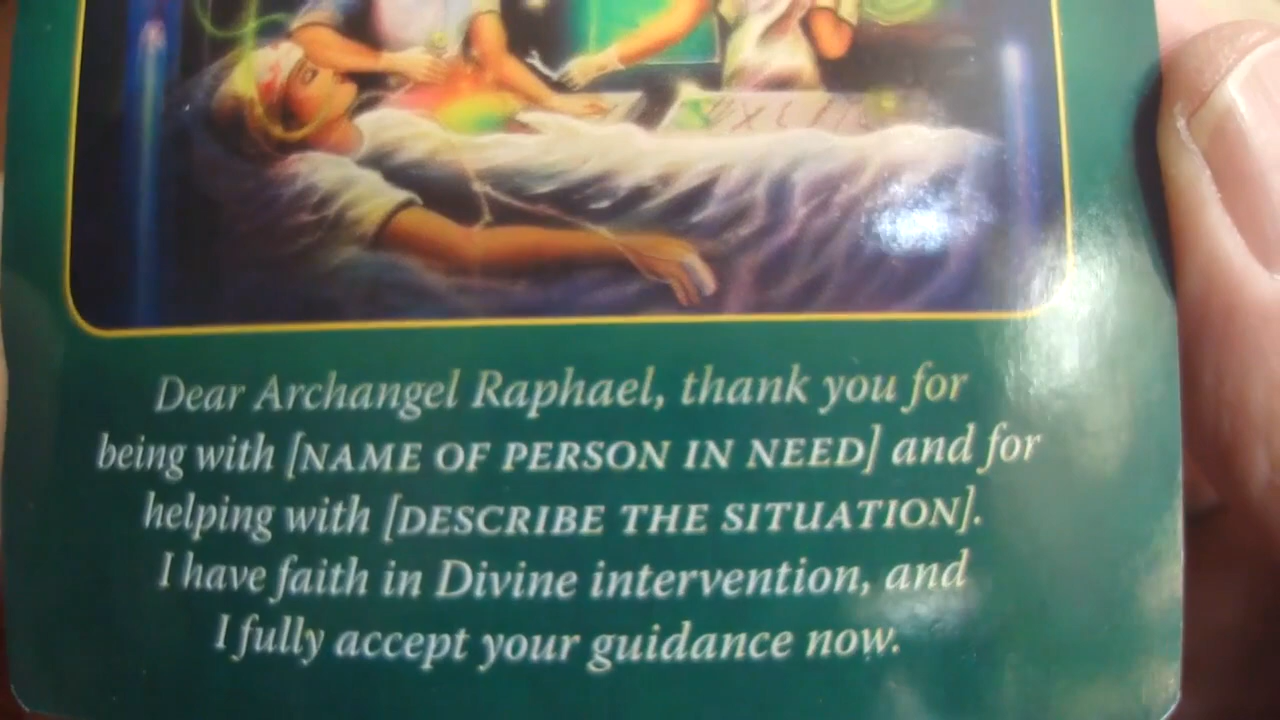 Dear Archangel Raphael, thank you for
being with [NAME OF PERSON IN NEED] and for
helping with [DESCRIBE THE SITUATION].
I have faith in Divine intervention, and
I fully accept your guidance now.